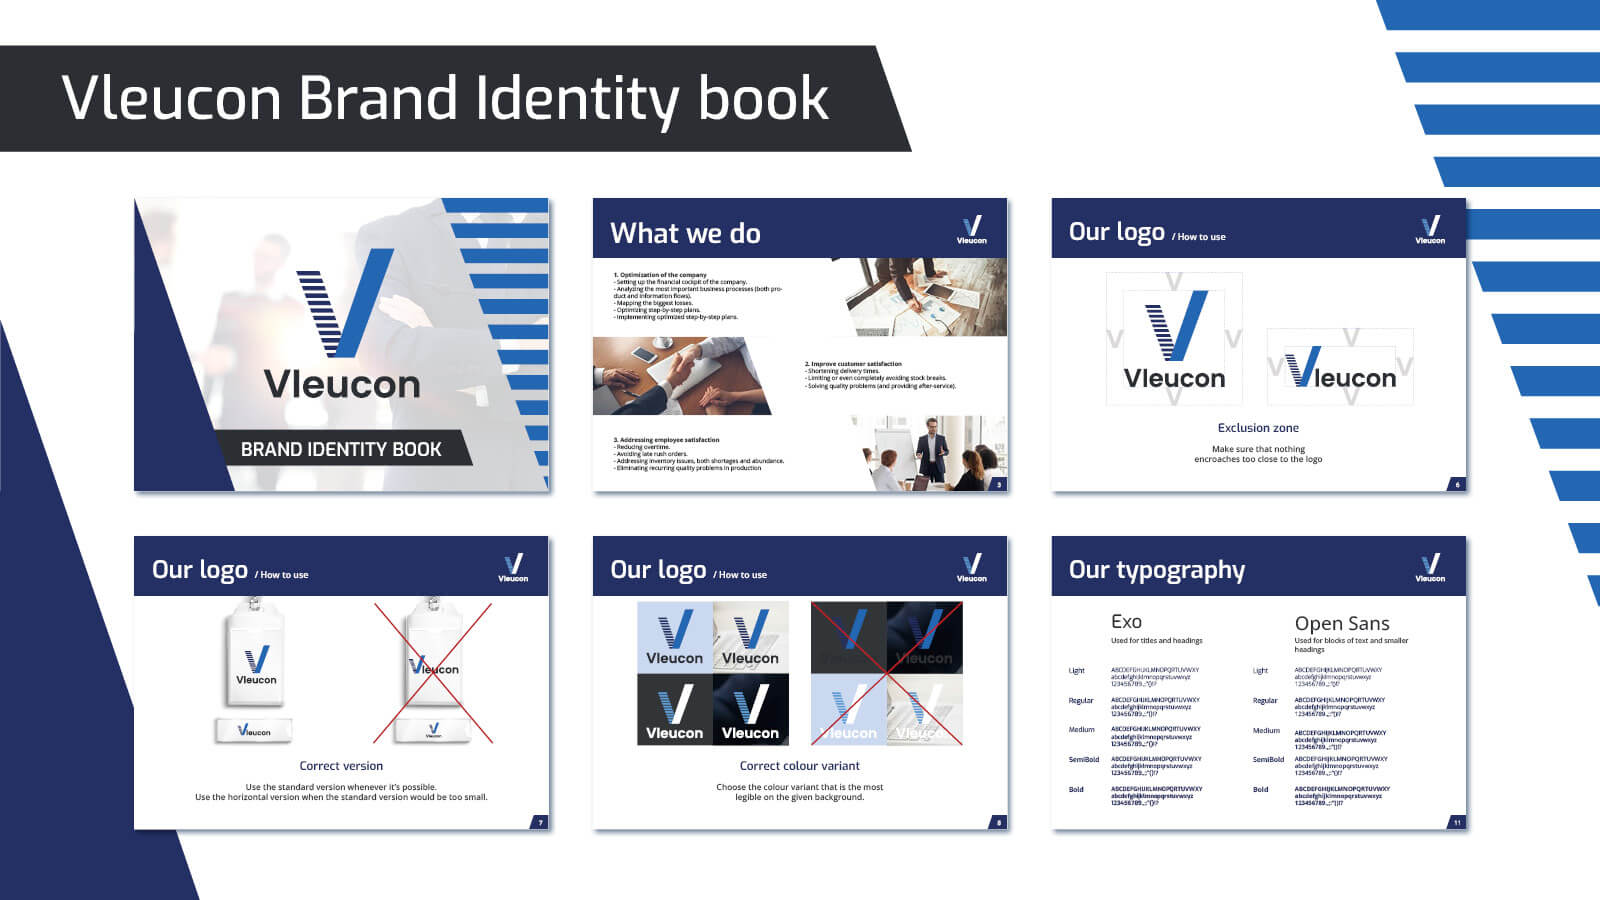 Vleucon Brand Identity book
Vleucon
BRAND IDENTITY BOOK
What we do
Vleucon
1. Optimization of the company
- Setting up the financial cockpit of the company.
- Analyzing the most important business processes (both pro-
duct and information flows).
- Mapping the biggest losses.
- Optimizing step-by-step plans.
- Implementing optimized step-by-step plans.
2. Improve customer satisfaction
- Shortening delivery times.
- Limiting or even completely avoiding stock breaks.
- Solving quality problems (and providing after-service).
3. Addressing employee satisfaction
- Reducing overtime.
- Avoiding late rush orders.
- Addressing inventory issues, both shortages and abundance.
- Eliminating recurring quality problems in production
3
Our logo / How to use
Vleucon
V
V
V
Vleucon
V
V
V
V
Vleucon
V
Exclusion zone
Make sure that nothing
encroaches too close to the logo
6
Our logo / How to use
Vleucon
Vleucon
Vleucon
Vleucon
Vleucon
Correct version
Use the standard version whenever it's possible.
Use the horizontal version when the standard version would be too small.
7
Our logo / How to use
Vleucon
Vleucon
Vleucon
Vleucon
Vleucon
Vleucon
Vleucon
Vleucon
Vleucon
Correct colour variant
Choose the colour variant that is the most
legible on the given background.
8
Our typography
Vleucon
Exo
Used for titles and headings
Light
ABCDEFGHIJKLMNOPQRTUVWXY
abcdefghijklmnopqrstuvwxyz
Regular
ABCDEFGHIJKLMNOPQRTUVWXY
abcdefghijklmnopqrstuvwxyz
Medium
ABCDEFGHIJKLMNOPQRTUVWXY
abcdefghijklmnopqrstuvwxyz
SemiBold
ABCDEFGHIJKLMNOPQRTUVWXY
abcdefghijklmnopqrstuvwxyz
Bold
ABCDEFGHIJKLMNOPQRTUVWXY
abcdefghijklmnopqrstuvwxyz
Open Sans
Used for blocks of text and smaller
headings
Light
ABCDEFGHIJKLMNOPQRTUVWXY
abcdefghijklmnopqrstuvwxyz
Regular
ABCDEFGHIJKLMNOPQRTUVWXY
abcdefghijklmnopqrstuvwxyz
Medium
ABCDEFGHIJKLMNOPQRTUVWXY
abcdefghijklmnopqrstuvwxyz
SemiBold
ABCDEFGHIJKLMNOPQRTUVWXY
abcdefghijklmnopqrstuvwxyz
Bold
ABCDEFGHIJKLMNOPQRTUVWXY
abcdefghijklmnopqrstuvwxyz
11